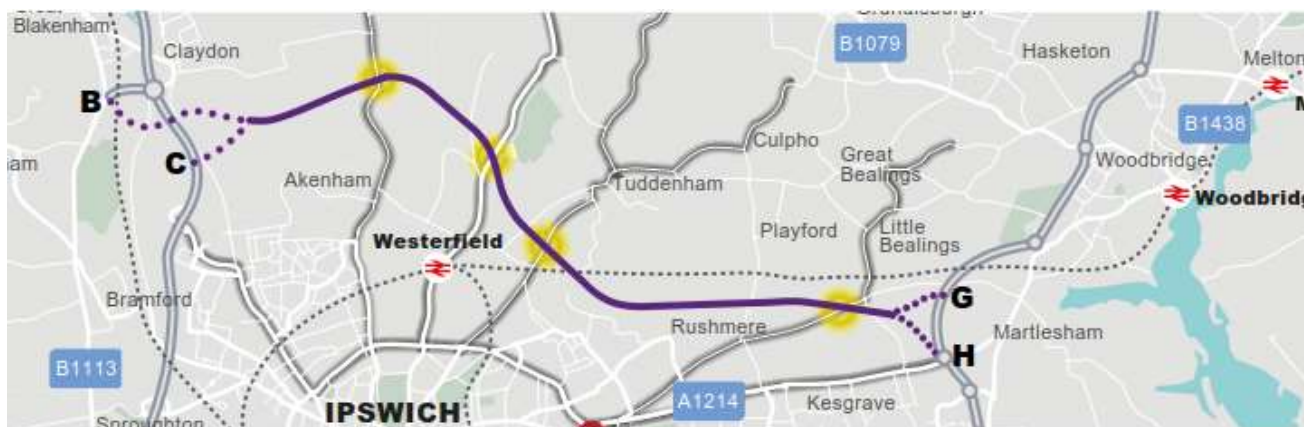 Blakenham
Claydon
B1079
Hasketon
Melton
B
B1438
C
Culpho
Great
Bealings
Woodbridge
Akenham
Tuddenham
Woodbridg
Westerfield
Playford
Little
Bealings
Bramford
G
Rushmere
Martlesham
H
B1113
A1214
Kesgrave
IPSWICH